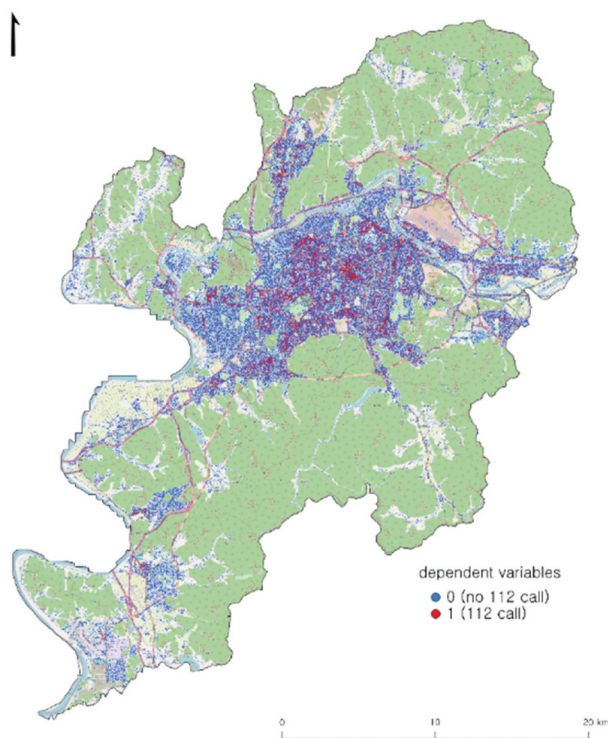 dependent variables
0 (no 112 call)
1 (112 call)
0 10 20 km